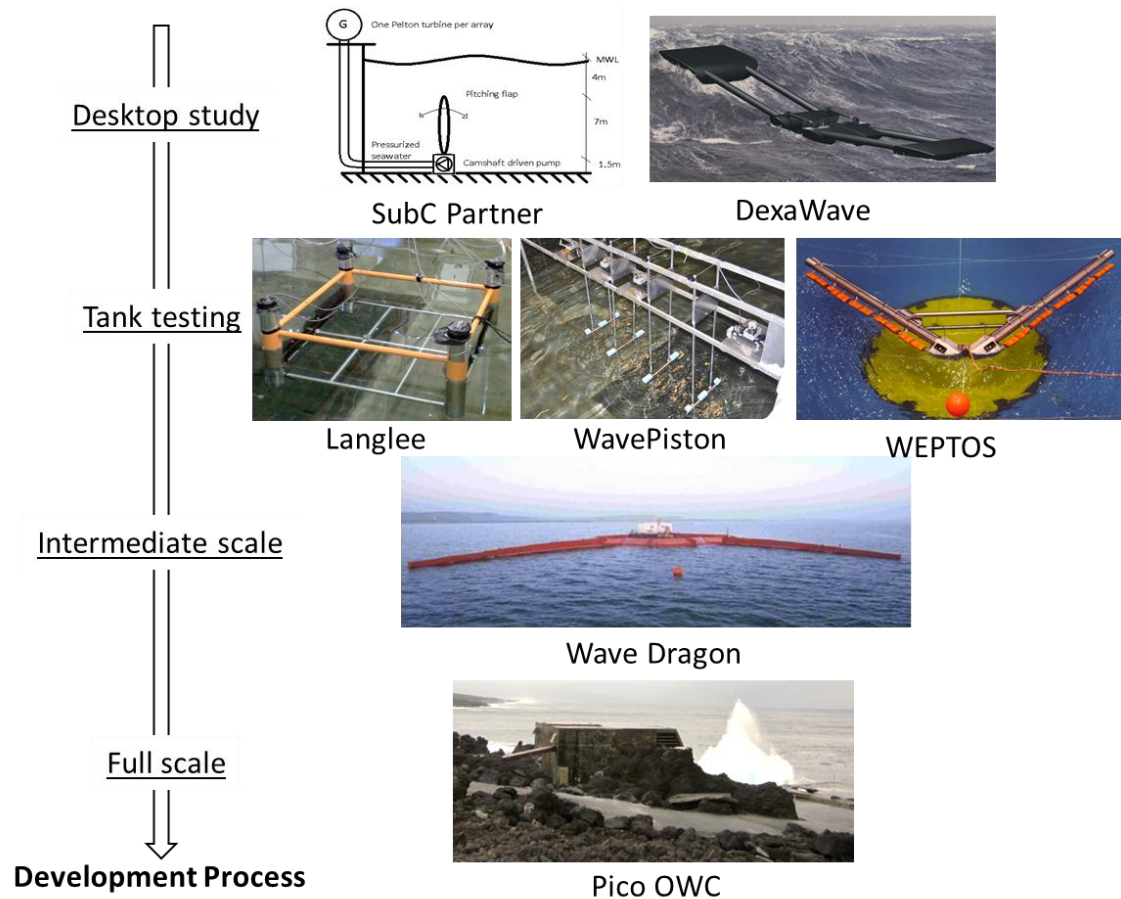 G
One Pelton turbine per array
MWL
4m
Pitching flap
7m
Pressurized
seawater
Camshaft driven pump
1.5m
Desktop study
SubC Partner
DexaWave
Tank testing
Langlee
WavePiston
WEPTOS
Intermediate scale
Wave Dragon
Full scale
Development Process
Pico OWC